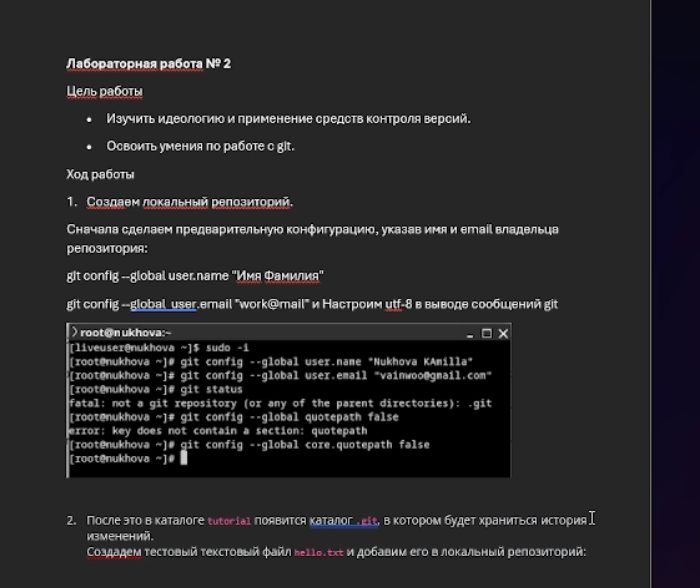 Лабораторная работа № 2
Цель работы
• Изучить идеологию и применение средств контроля версий.
• Освоить умения по работе с git.
Ход работы
1. Создаем локальный репозиторий.
Сначала сделаем предварительную конфигурацию, указав имя и email владельца
репозитория:
git config --global user.name "Имя Фамилия"
git config --global user.email "work@mail" и Настроим utf-8 в выводе сообщений git
root@nukhova:~
[liveuser@nukhova ~]$ sudo -i
[root@nukhova ~]# git config --global user.name "Nukhova KAmilla"
[root@nukhova ~]# git config --global user.email "vainwoo@gmail.com"
[root@nukhova ~]# git status
fatal: not a git repository (or any of the parent directories): .git
[root@nukhova ~]# git config --global quotepath false
error: key does not contain a section: quotepath
[root@nukhova ~]# git config --global core.quotepath false
[root@nukhova ~]#
2. После это в каталоге tutorial появится каталог .git, в котором будет храниться история
изменений.
Создадем тестовый текстовый файл hello.txt и добавим его в локальный репозиторий: